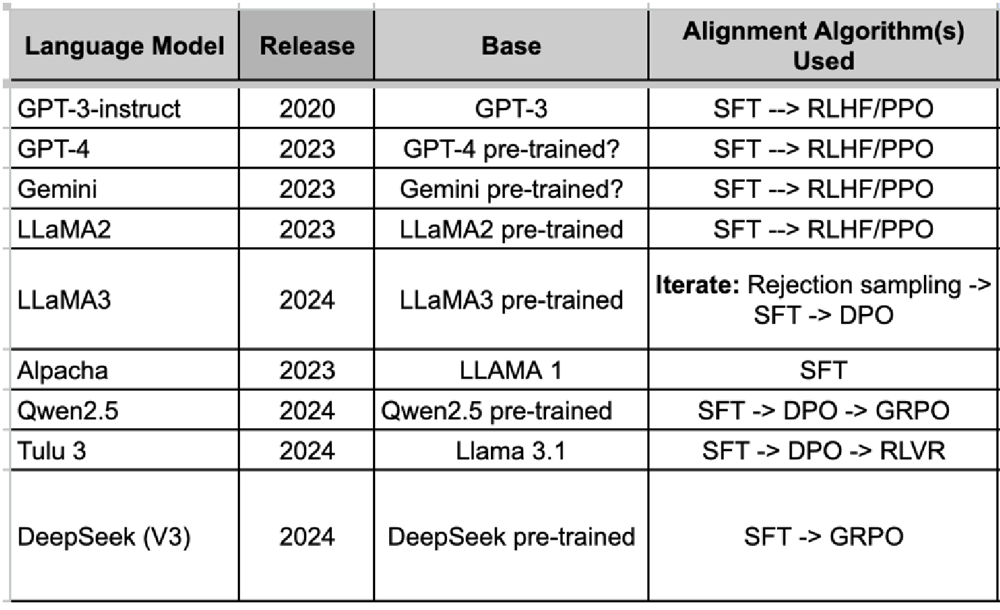 Language Model Release Base Alignment Algorithm(s)
Used
GPT-3-instruct 2020 GPT-3 SFT --> RLHF/PPO
GPT-4 2023 GPT-4 pre-trained? SFT --> RLHF/PPO
Gemini 2023 Gemini pre-trained? SFT --> RLHF/PPO
LLaMA2 2023 LLaMA2 pre-trained SFT --> RLHF/PPO
LLaMA3 2024 LLaMA3 pre-trained Iterate: Rejection sampling ->
SFT -> DPO
Alpacha 2023 LLAMA 1 SFT
Qwen2.5 2024 Qwen2.5 pre-trained SFT -> DPO -> GRPO
Tulu 3 2024 Llama 3.1 SFT -> DPO -> RLVR
DeepSeek (V3) 2024 DeepSeek pre-trained SFT -> GRPO